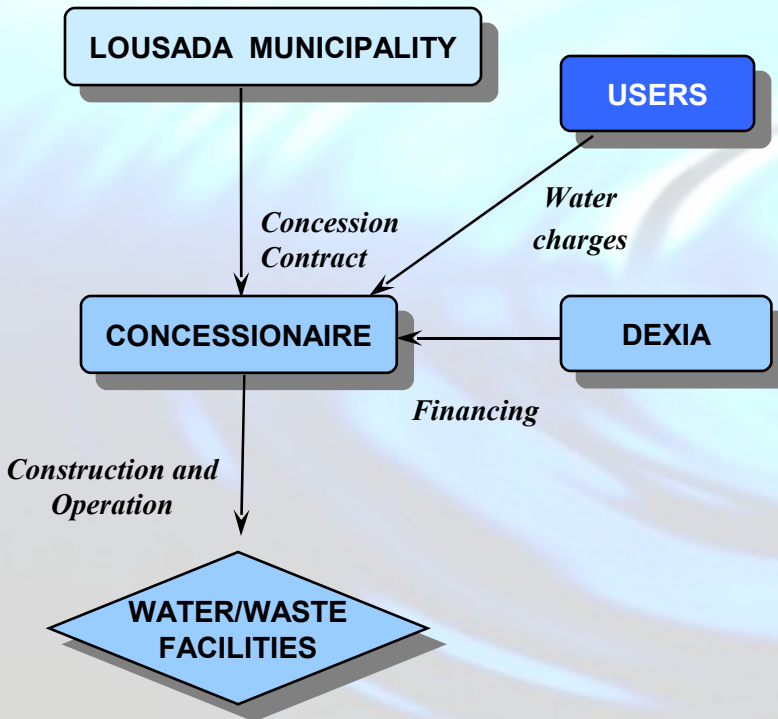 LOUSADA MUNICIPALITY
USERS
Water
charges
Concession
Contract
CONCESSIONAIRE
DEXIA
Financing
Construction and
Operation
WATER/WASTE
FACILITIES